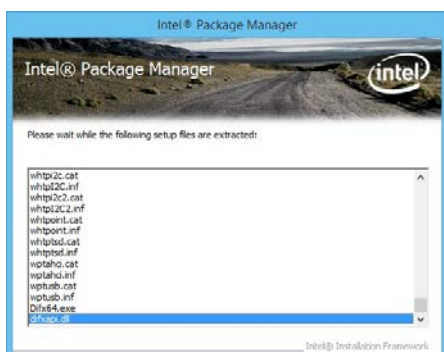 Intel® Package Manager
Intel® Package Manager
intel
Please wait while the following setup files are extracted:
whtpi2c.cat
whtpI2C.inf
whtpi2c2.cat
whtpI2C2.inf
whtpoint.cat
whtpoint.inf
whtptsd.cat
whtptsd.inf
wptahci.cat
wptahci.inf
wptusb.cat
wptusb.inf
Difx64.exe
difxapi.dll
Intel® Installation Framework